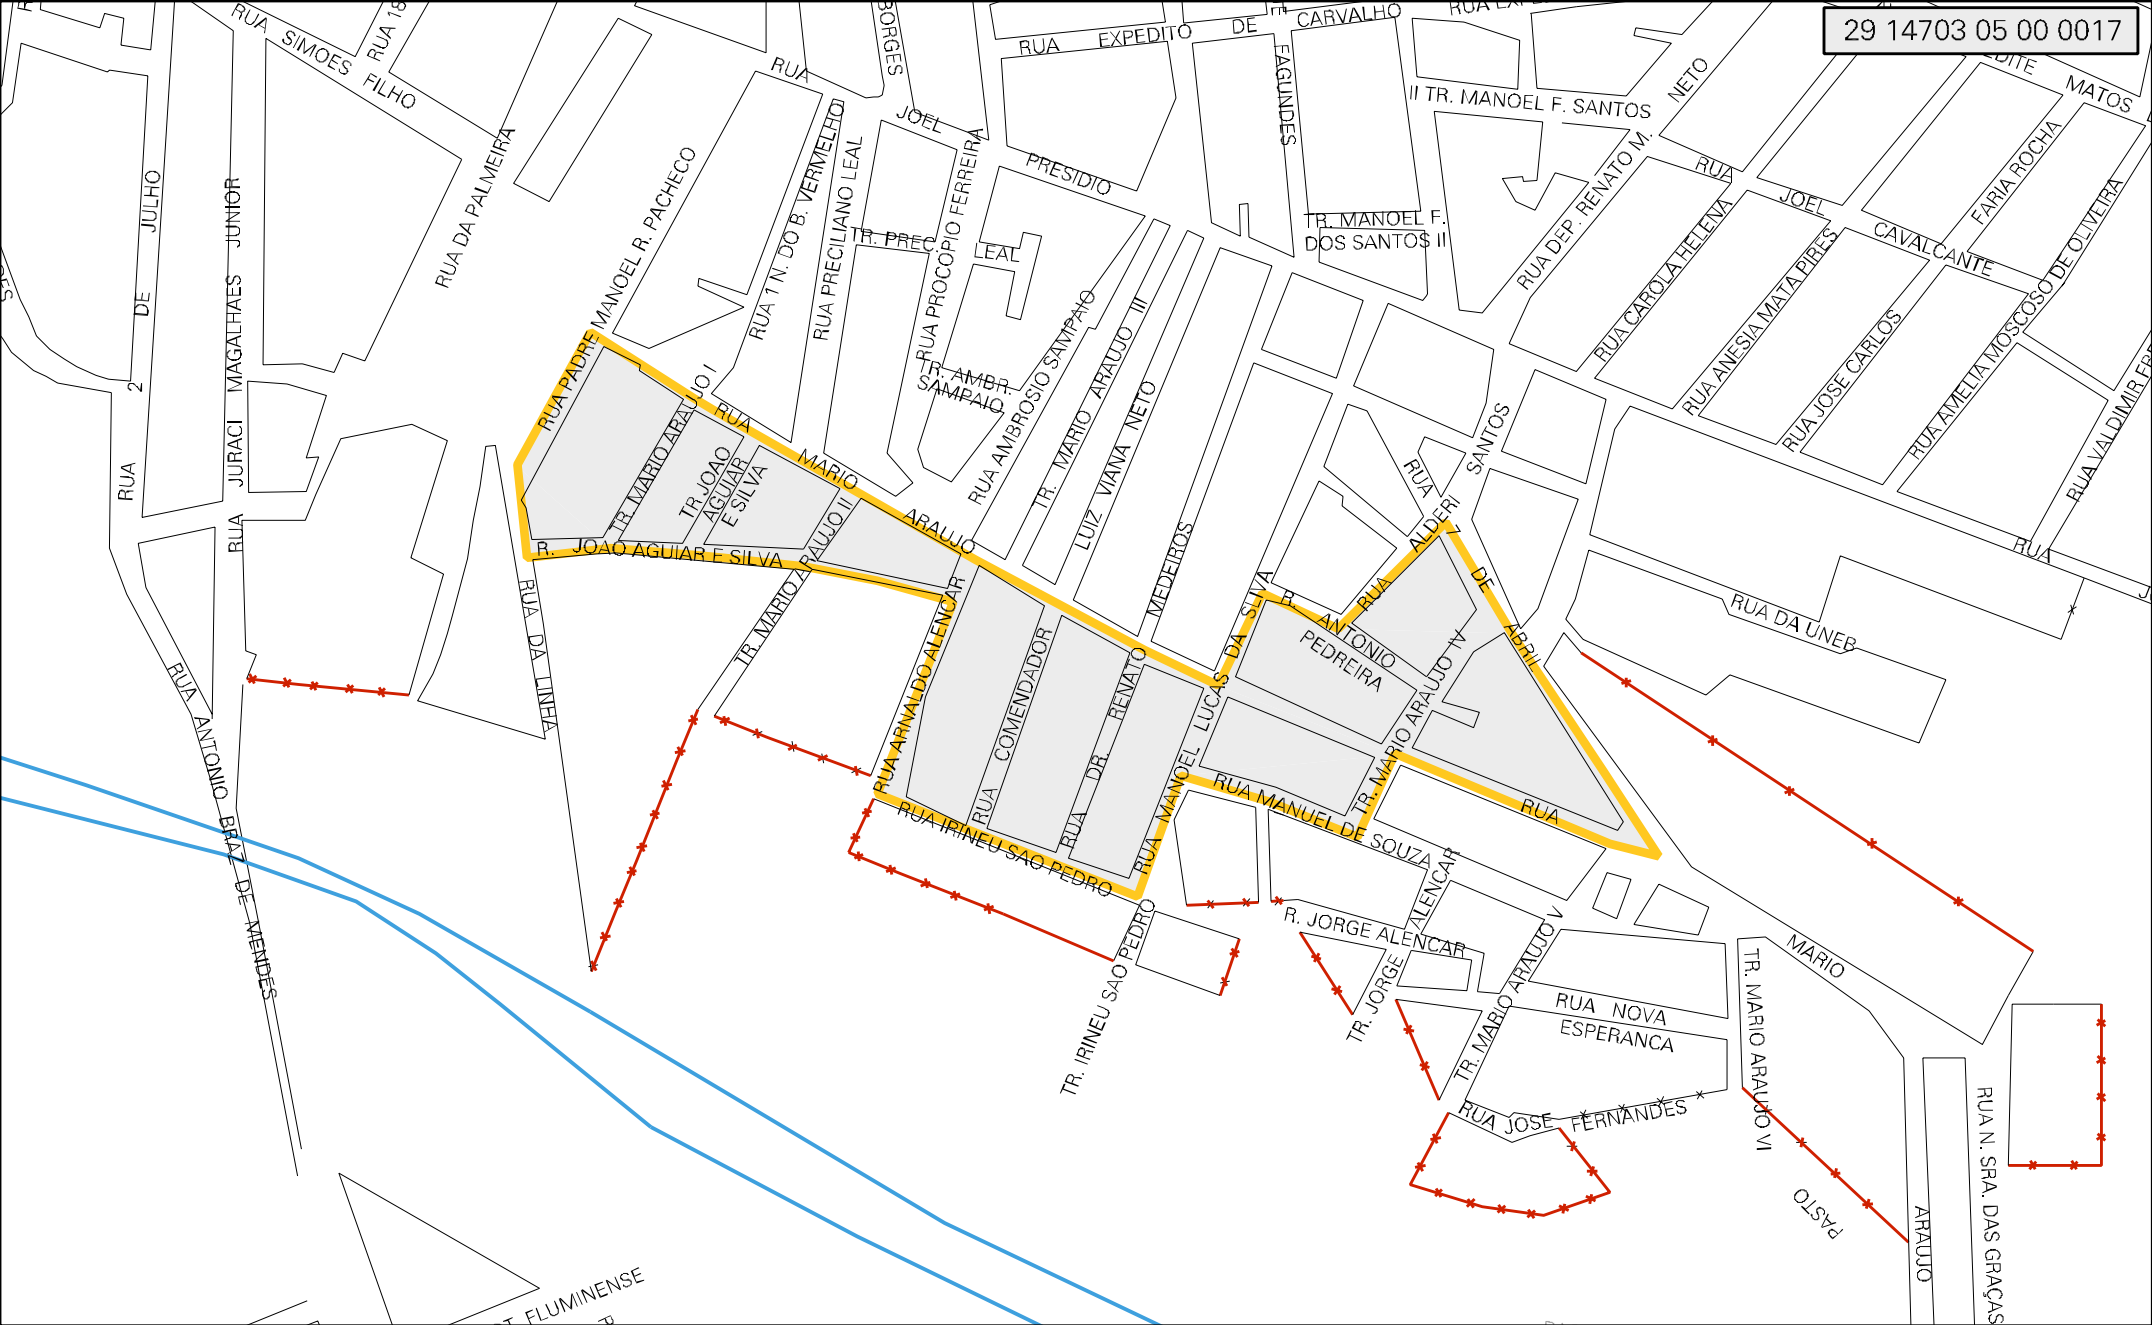 29 14703 05 00 0017
RUA SIMOES FILHO
RUA 18
BORGES
RUA EXPEDITO DE CARVALHO
FAGUNDES
II TR. MANOEL F. SANTOS
RUA DEP. RENATO M. NETO
MATOS
FARIA ROCHA
RUA JOEL PRESIDIO
RUA JOEL CAVALCANTE
RUA 2 DE JULHO
RUA JURACI MAGALHAES JUNIOR
RUA DA PALMEIRA
RUA PADRE MANOEL R. PACHECO
RUA 1 N. DO B. VERMELHO
RUA PRECILIANO LEAL
TR. PREC. LEAL
RUA PROCOPIO FERREIRA
TR. AMBR.
SAMPAIO
RUA AMBROSIO SAMPAIO
TR. MARIO ARAUJO III
LUIZ VIANA NETO
MEDEIROS
TR. MANOEL F.
DOS SANTOS II
RUA CAROLA HELENA
RUA ANESIA MATA PIRES
RUA JOSE CARLOS
RUA AMELIA MOSCOSO DE OLIVEIRA
RUA VALDIMIR FRE
RUA
RUA DA UNEB
RUA ALDERI SANTOS
RUA
7 DE ABRIL
TR. MARIO ARAUJO I
RUA MARIO ARAUJO
TR JOAO
AGUIAR
E SILVA
TR. MARIO ARAUJO II
R. JOAO AGUIAR E SILVA
RUA DA LINHA
RUA ARNALDO ALENCAR
RUA COMENDADOR
RUA DR. RENATO
RUA MANOEL LUCAS DA SLIVA
R. ANTONIO
PEDREIRA
TR. MARIO ARAUJO IV
RUA MANUEL DE SOUZA
RUA
RUA IRINEU SAO PEDRO
TR. IRINEU SAO PEDRO
R. JORGE ALENCAR
TR. JORGE ALENCAR
TR. MARIO ARAUJO V
RUA NOVA
ESPERANCA
RUA JOSE FERNANDES
TR. MARIO ARAUJO VI
MARIO
ARAUJO
PASTO
RUA N. SRA. DAS GRAÇAS
RUA ANTONIO BRAZ DE MENDES
FLUMINENSE